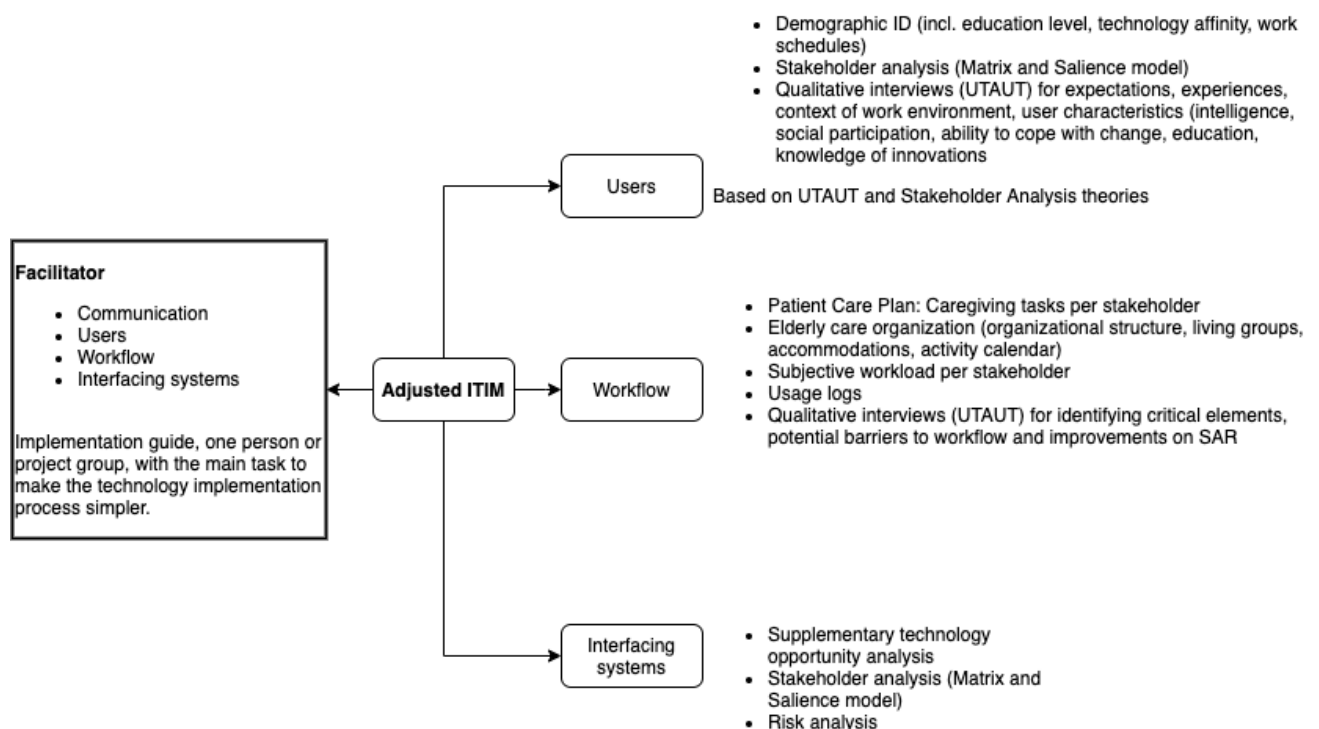 • Demographic ID (incl. education level, technology affinity, work
schedules)
• Stakeholder analysis (Matrix and Salience model)
• Qualitative interviews (UTAUT) for expectations, experiences,
context of work environment, user characteristics (intelligence,
social participation, ability to cope with change, education,
knowledge of innovations
Users
Based on UTAUT and Stakeholder Analysis theories
Facilitator
• Communication
• Users
• Workflow
• Interfacing systems
Implementation guide, one person or
project group, with the main task to
make the technology implementation
process simpler.
Adjusted ITIM
Workflow
• Patient Care Plan: Caregiving tasks per stakeholder
• Elderly care organization (organizational structure, living groups,
accommodations, activity calendar)
• Subjective workload per stakeholder
• Usage logs
• Qualitative interviews (UTAUT) for identifying critical elements,
potential barriers to workflow and improvements on SAR
Interfacing
systems
• Supplementary technology
opportunity analysis
• Stakeholder analysis (Matrix and
Salience model)
• Risk analysis